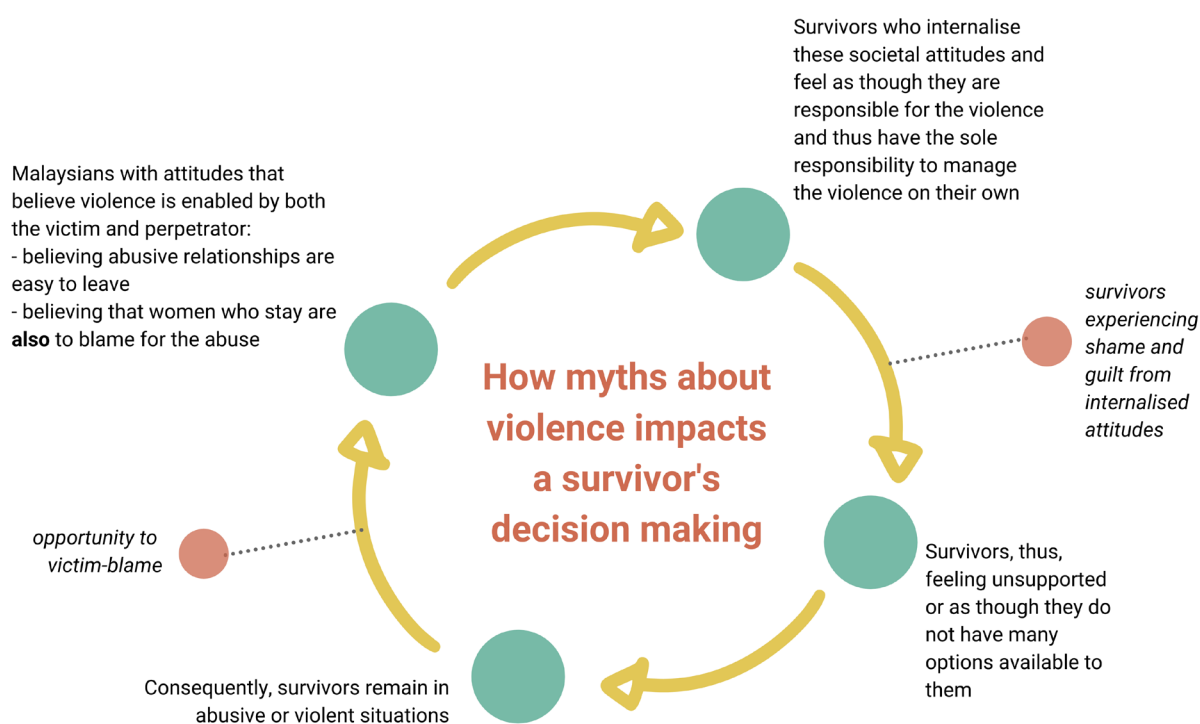 How myths about
violence impacts
a survivor's
decision making
Malaysians with attitudes that
believe violence is enabled by both
the victim and perpetrator:
- believing abusive relationships are
easy to leave
- believing that women who stay are
also to blame for the abuse
Survivors who internalise
these societal attitudes and
feel as though they are
responsible for the violence
and thus have the sole
responsibility to manage
the violence on their own
survivors
experiencing
shame and
guilt from
internalised
attitudes
Survivors, thus,
feeling unsupported
or as though they do
not have many
options available to
them
Consequently, survivors remain in
abusive or violent situations
opportunity to
victim-blame